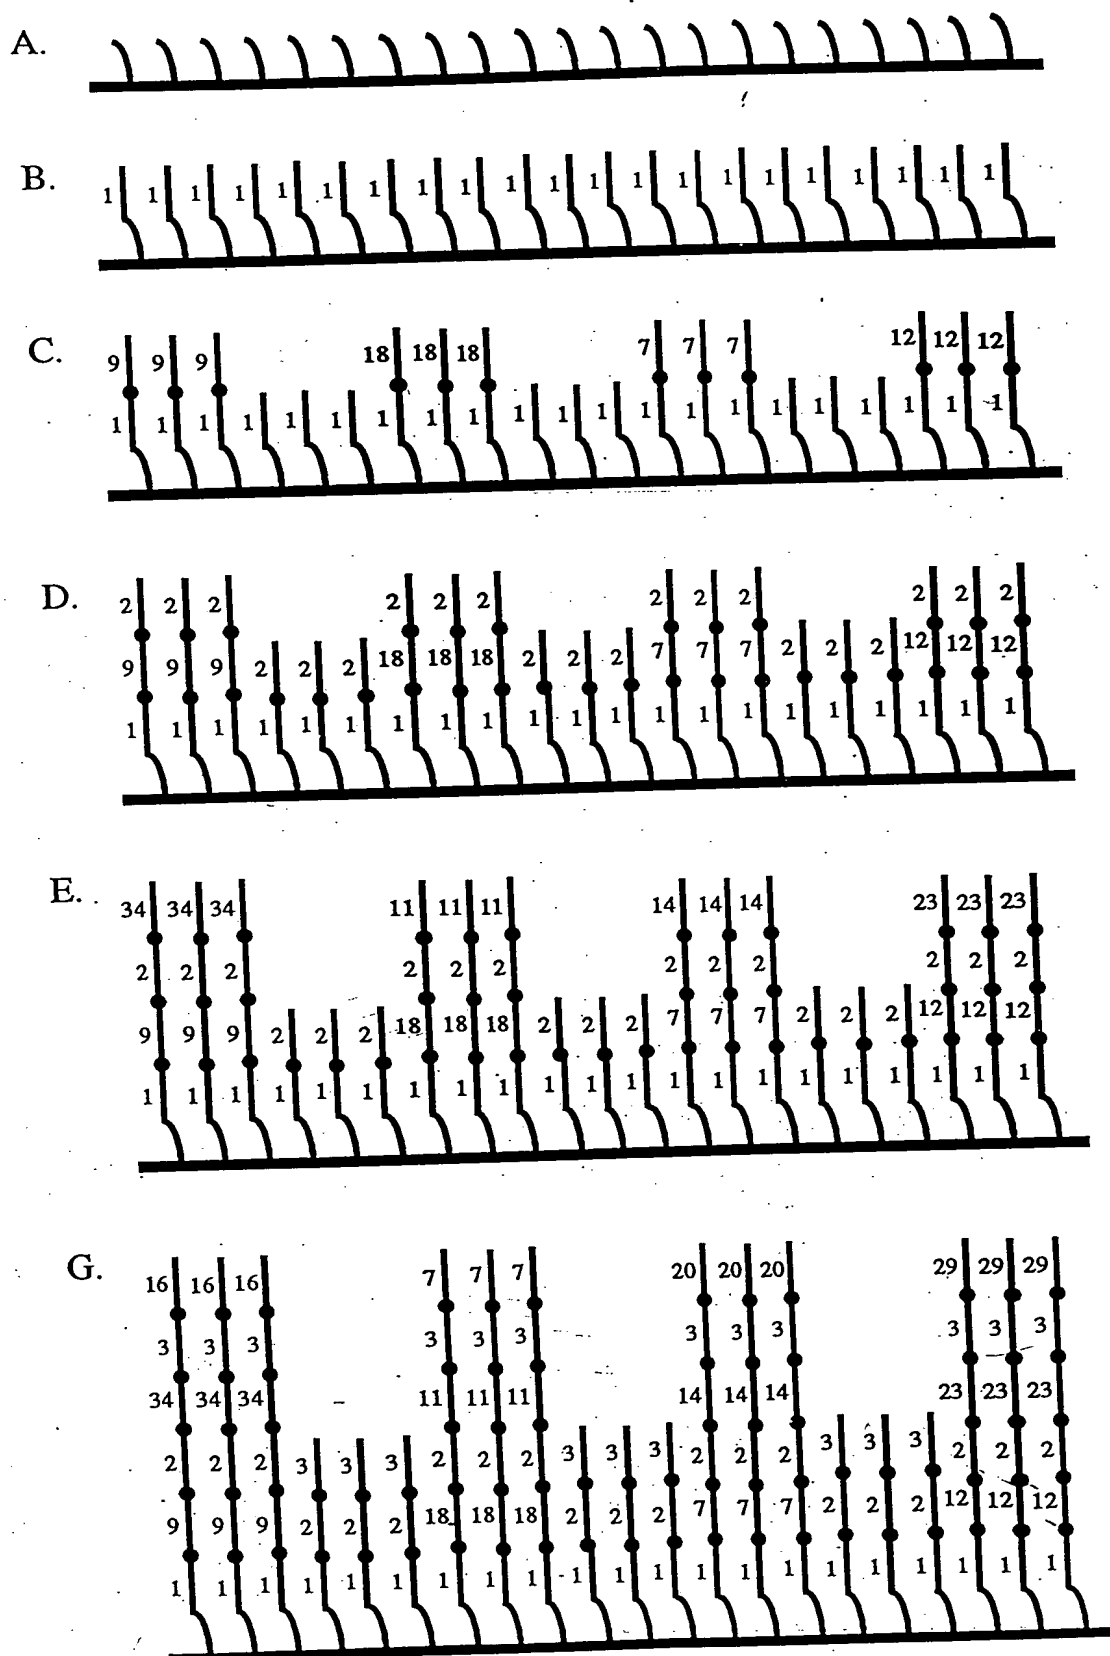 A.
B. 1 1 1 1 1 1 1 1 1 1 1 1 1 1 1 1 1 1 1 1 1
C. 9 9 9 18 18 18 7 7 7 12 12 12
1 1 1 1 1 1 1 1 1 1 1 1 1 1 1 1 1 1 1 1 1
D. 2 2 2 2 2 2 2 2 2 2 2 2
9 9 9 2 2 2 18 18 18 2 2 2 7 7 7 2 2 2 12 12 12
1 1 1 1 1 1 1 1 1 1 1 1 1 1 1 1 1 1 1 1 1
E. 34 34 34 11 11 11 14 14 14 23 23 23
2 2 2 2 2 2 2 2 2 2 2 2
9 9 9 2 2 2 18 18 18 2 2 2 7 7 7 2 2 2 12 12 12
1 1 1 1 1 1 1 1 1 1 1 1 1 1 1 1 1 1 1 1 1
G. 16 16 16 7 7 7 20 20 20 29 29 29
3 3 3 3 3 3 3 3 3 3 3 3
34 34 34 11 11 11 14 14 14 23 23 23
2 2 2 3 3 3 2 2 2 3 3 3 2 2 2 3 3 3 2 2 2
9 9 9 2 2 2 18 18 18 2 2 2 7 7 7 2 2 2 12 12 12
1 1 1 1 1 1 1 1 1 1 1 1 1 1 1 1 1 1 1 1 1